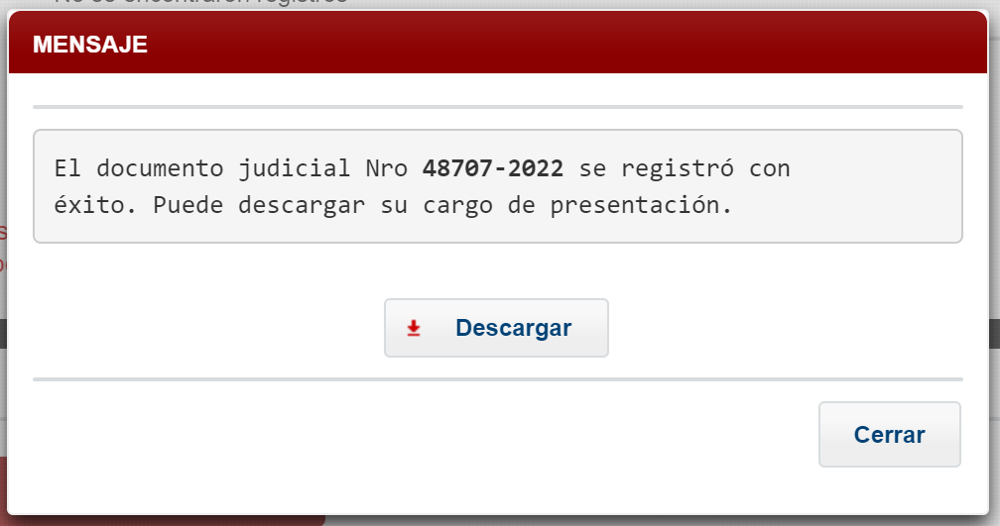 MENSAJE
El documento judicial Nro 48707-2022 se registró con
éxito. Puede descargar su cargo de presentación.
Descargar
Cerrar